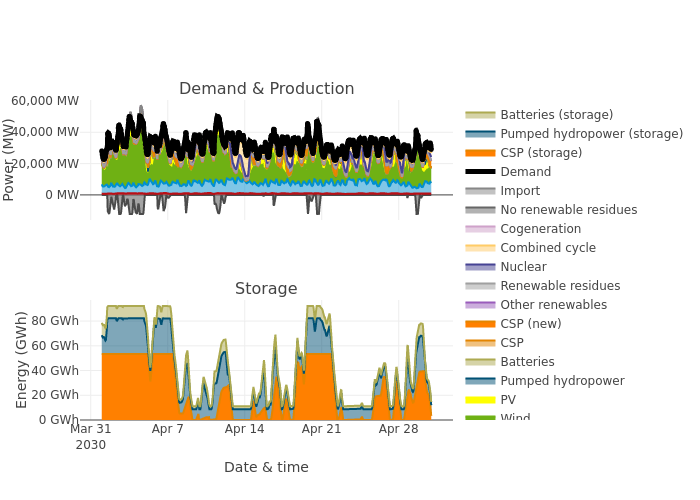 Demand & Production
60,000 MW
40,000 MW
20,000 MW
0 MW
Power (MW)
Storage
80 GWh
60 GWh
40 GWh
20 GWh
0 GWh
Energy (GWh)
Mar 31
2030
Apr 7
Apr 14
Apr 21
Apr 28
Date & time
Batteries (storage)
Pumped hydropower (storage)
CSP (storage)
Demand
Import
No renewable residues
Cogeneration
Combined cycle
Nuclear
Renewable residues
Other renewables
CSP (new)
CSP
Batteries
Pumped hydropower
PV
Wind